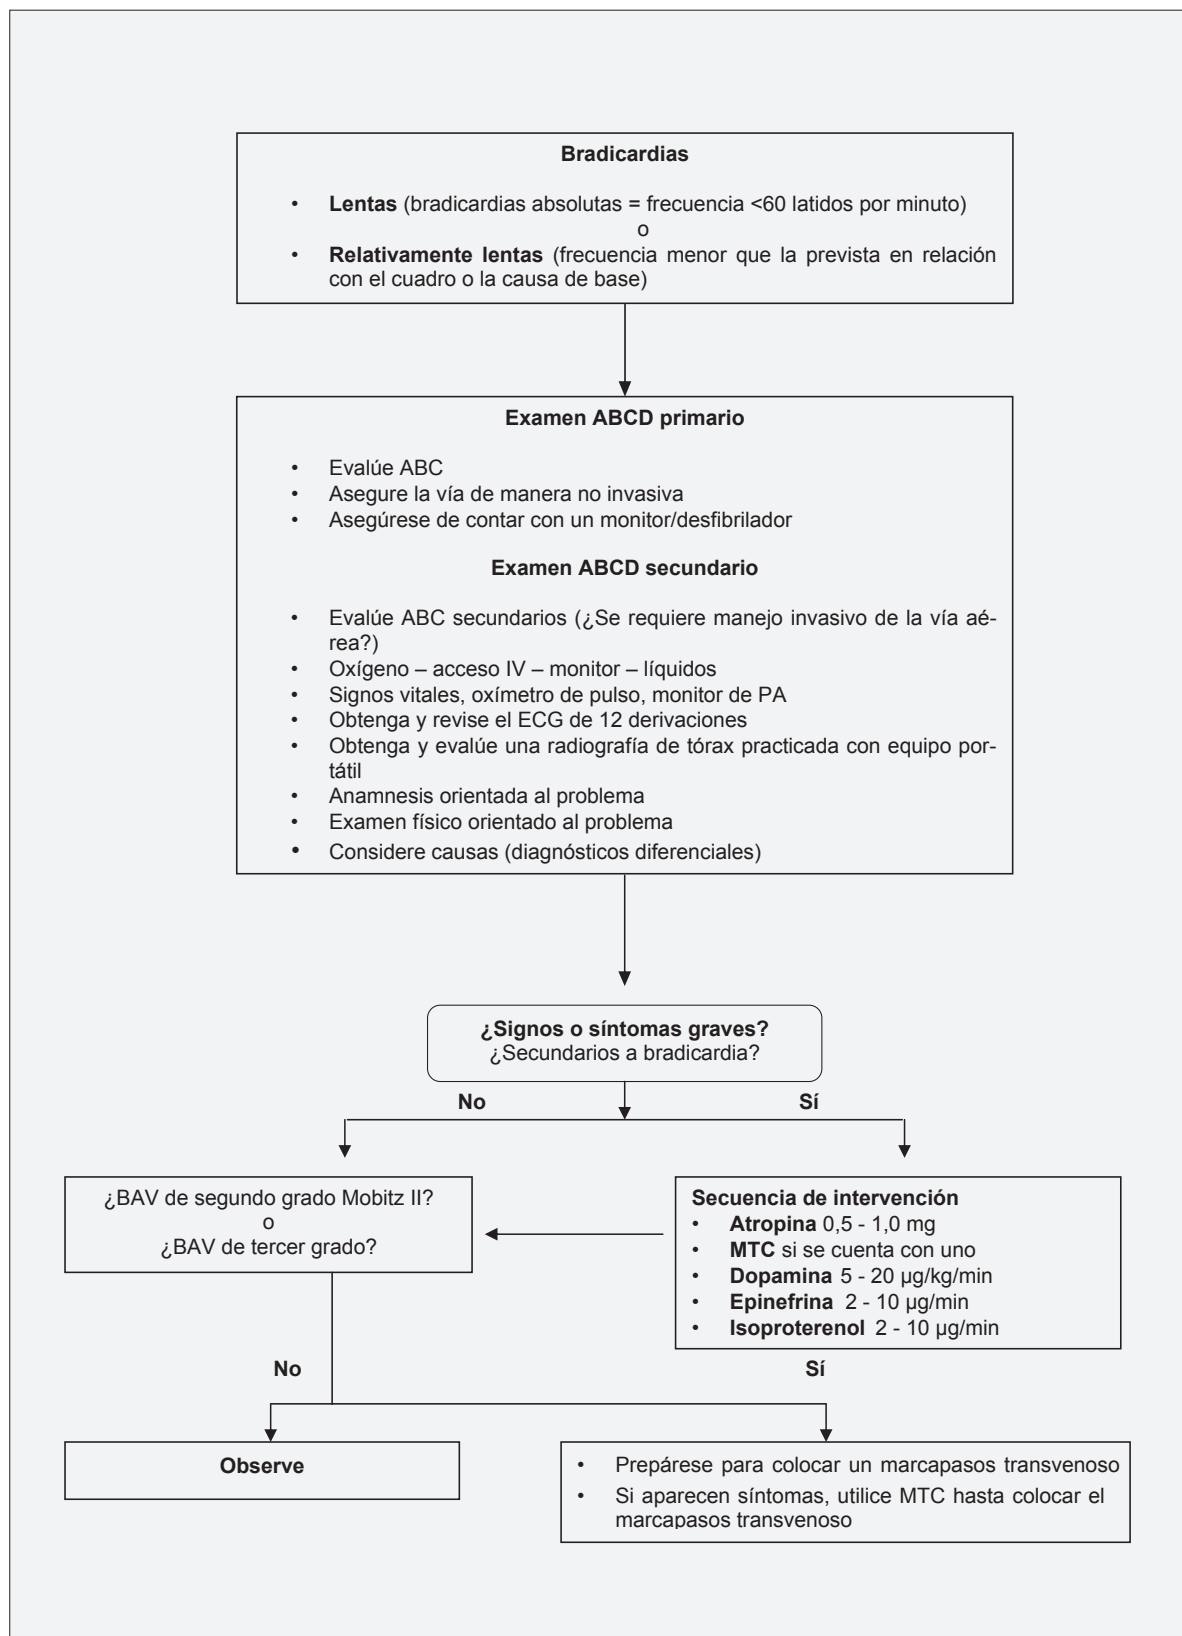 Bradicardias
• Lentas (bradicardias absolutas = frecuencia <60 latidos por minuto)
o
• Relativamente lentas (frecuencia menor que la prevista en relación
con el cuadro o la causa de base)
Examen ABCD primario
• Evalúe ABC
• Asegure la vía de manera no invasiva
• Asegúrese de contar con un monitor/desfibrilador
Examen ABCD secundario
• Evalúe ABC secundarios (¿Se requiere manejo invasivo de la vía aé-
rea?)
• Oxígeno – acceso IV – monitor – líquidos
• Signos vitales, oxímetro de pulso, monitor de PA
• Obtenga y revise el ECG de 12 derivaciones
• Obtenga y evalúe una radiografía de tórax practicada con equipo por-
tátil
• Anamnesis orientada al problema
• Examen físico orientado al problema
• Considere causas (diagnósticos diferenciales)
¿Signos o síntomas graves?
¿Secundarios a bradicardia?
No
Sí
¿BAV de segundo grado Mobitz II?
o
¿BAV de tercer grado?
Secuencia de intervención
• Atropina 0,5 - 1,0 mg
• MTC si se cuenta con uno
• Dopamina 5 - 20 µg/kg/min
• Epinefrina 2 - 10 µg/min
• Isoproterenol 2 - 10 µg/min
No
Sí
Observe
• Prepárese para colocar un marcapasos transvenoso
• Si aparecen síntomas, utilice MTC hasta colocar el
marcapasos transvenoso